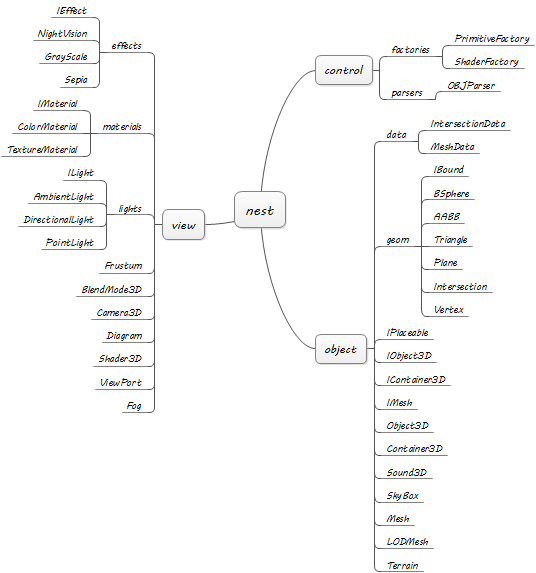 nest
view
effects
IEffect
NightVision
GrayScale
Sepia
materials
IMaterial
ColorMaterial
TextureMaterial
lights
ILight
AmbientLight
DirectionalLight
PointLight
Frustum
BlendMode3D
Camera3D
Diagram
Shader3D
ViewPort
Fog
control
factories
PrimitiveFactory
ShaderFactory
parsers
OBJParser
object
data
IntersectionData
MeshData
geom
IBound
BSphere
AABB
Triangle
Plane
Intersection
Vertex
IPlaceable
IObject3D
IContainer3D
IMesh
Object3D
Container3D
Sound3D
SkyBox
Mesh
LODMesh
Terrain